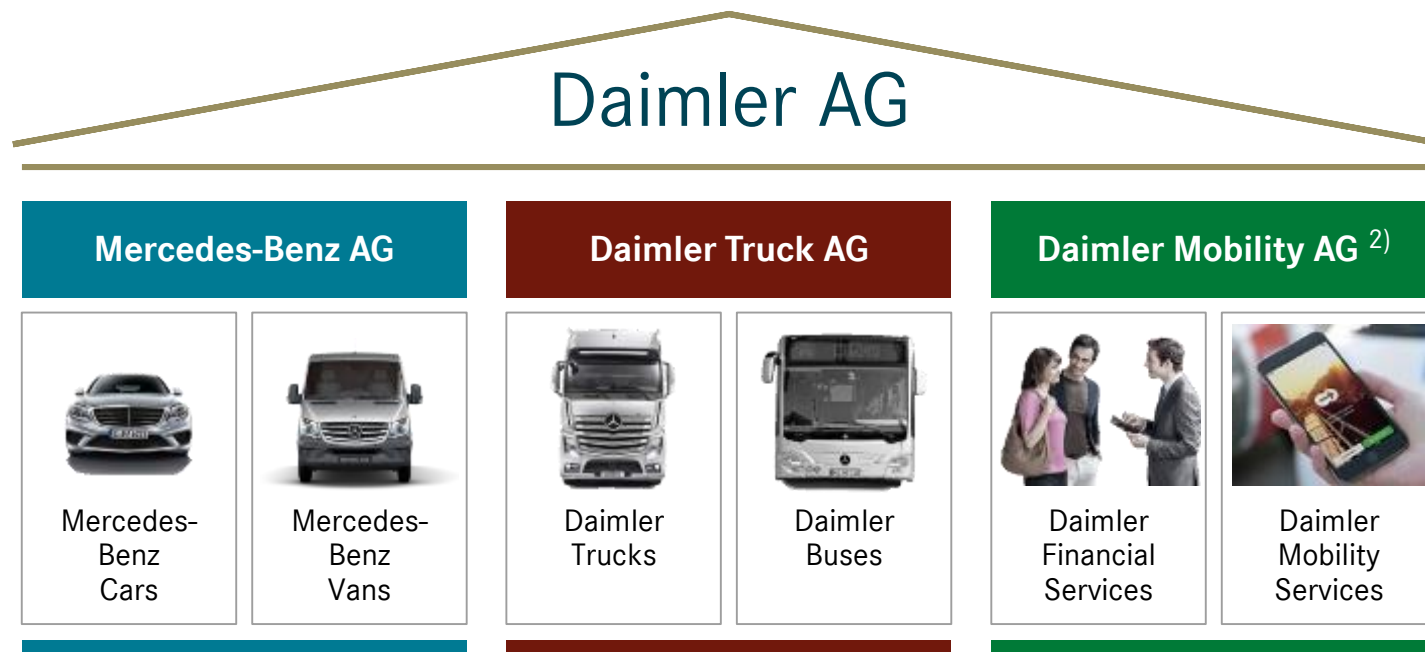 Daimler AG
Mercedes-Benz AG
Daimler Truck AG
Daimler Mobility AG 2)
Mercedes-
Benz
Cars
Mercedes-
Benz
Vans
Daimler
Trucks
Daimler
Buses
Daimler
Financial
Services
Daimler
Mobility
Services